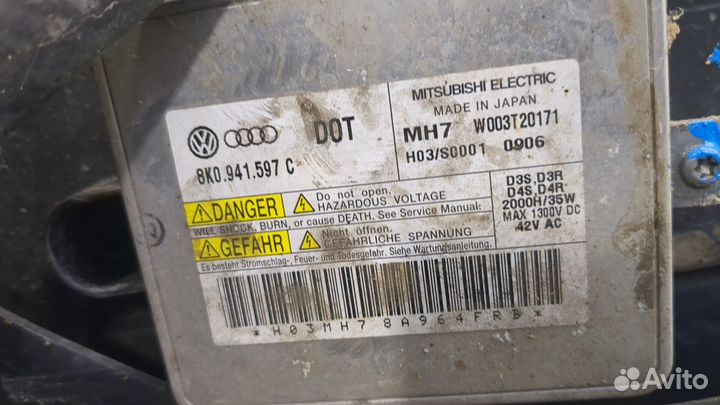 MITSUBISHI ELECTRIC
MADE IN JAPAN
DOT
MH7 W003T20171
H03/S0001 0906
8K0.941.597 C
DANGER
Do not open.
HAZARDOUS VOLTAGE
WILL SHOCK, BURN, or cause DEATH. See Service Manual.
GEFAHR
Nicht öffnen.
GEFÄHRLICHE SPANNUNG
Es besteht Stromschlag-, Feuer- und Todesgefahr. Siehe Wartungsanleitung.
D3S,D3R
D4S,D4R
2000H/35W
MAX 1300V DC
42V AC
*H03MH78A964FRB*
Avito